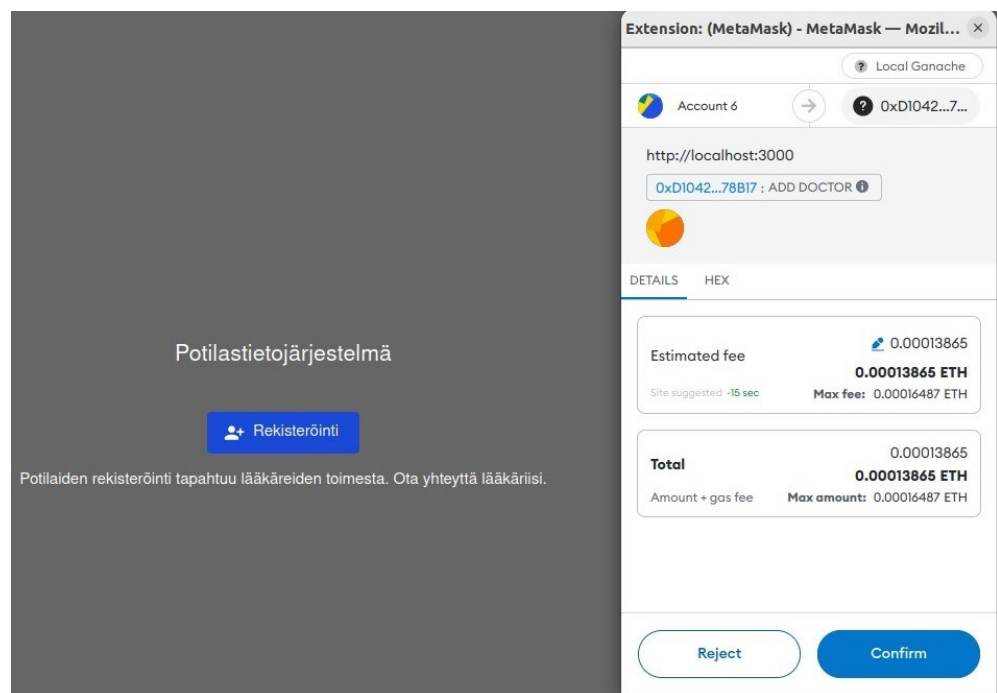 Potilastietojärjestelmä
Rekisteröinti
Potilaiden rekisteröinti tapahtuu lääkäreiden toimesta. Ota yhteyttä lääkäriisi.
Extension: (MetaMask) - MetaMask — Mozil... ×
? Local Ganache
Account 6 → ? 0xD1042...7...
http://localhost:3000
0xD1042...78B17 : ADD DOCTOR
DETAILS HEX
Estimated fee 0.00013865
0.00013865 ETH
Site suggested ~15 sec Max fee: 0.00016487 ETH
Total 0.00013865
0.00013865 ETH
Amount + gas fee Max amount: 0.00016487 ETH
Reject Confirm